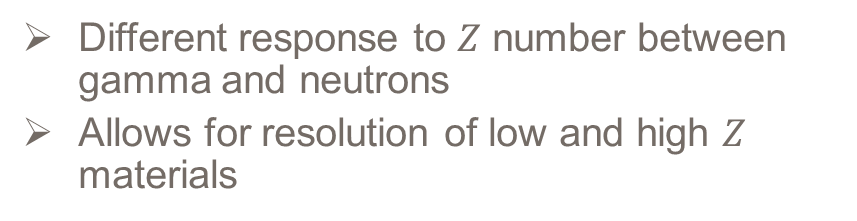 ➢ Different response to Z number between
gamma and neutrons
➢ Allows for resolution of low and high Z
materials